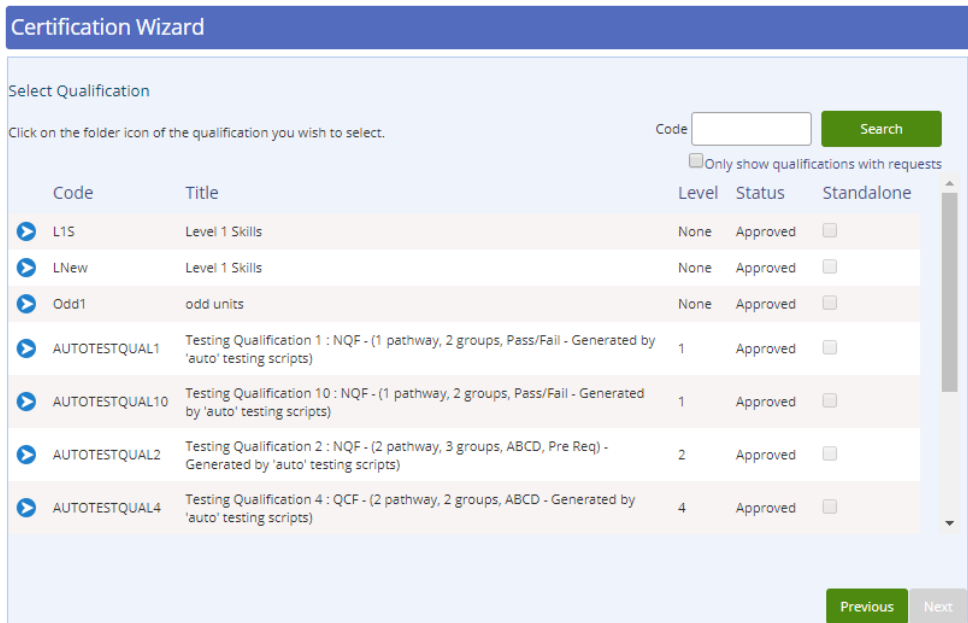 Certification Wizard
Select Qualification
Click on the folder icon of the qualification you wish to select.
Code
Search
Only show qualifications with requests
Code Title Level Status Standalone
L1S Level 1 Skills None Approved
LNew Level 1 Skills None Approved
Odd1 odd units None Approved
AUTOTESTQUAL1 Testing Qualification 1 : NQF - (1 pathway, 2 groups, Pass/Fail - Generated by 1 Approved
'auto' testing scripts)
AUTOTESTQUAL10 Testing Qualification 10 : NQF - (1 pathway, 2 groups, Pass/Fail - Generated 1 Approved
by 'auto' testing scripts)
AUTOTESTQUAL2 Testing Qualification 2 : NQF - (2 pathway, 3 groups, ABCD, Pre Req) - 2 Approved
Generated by 'auto' testing scripts)
AUTOTESTQUAL4 Testing Qualification 4 : QCF - (2 pathway, 2 groups, ABCD - Generated by 4 Approved
'auto' testing scripts)
Previous Next